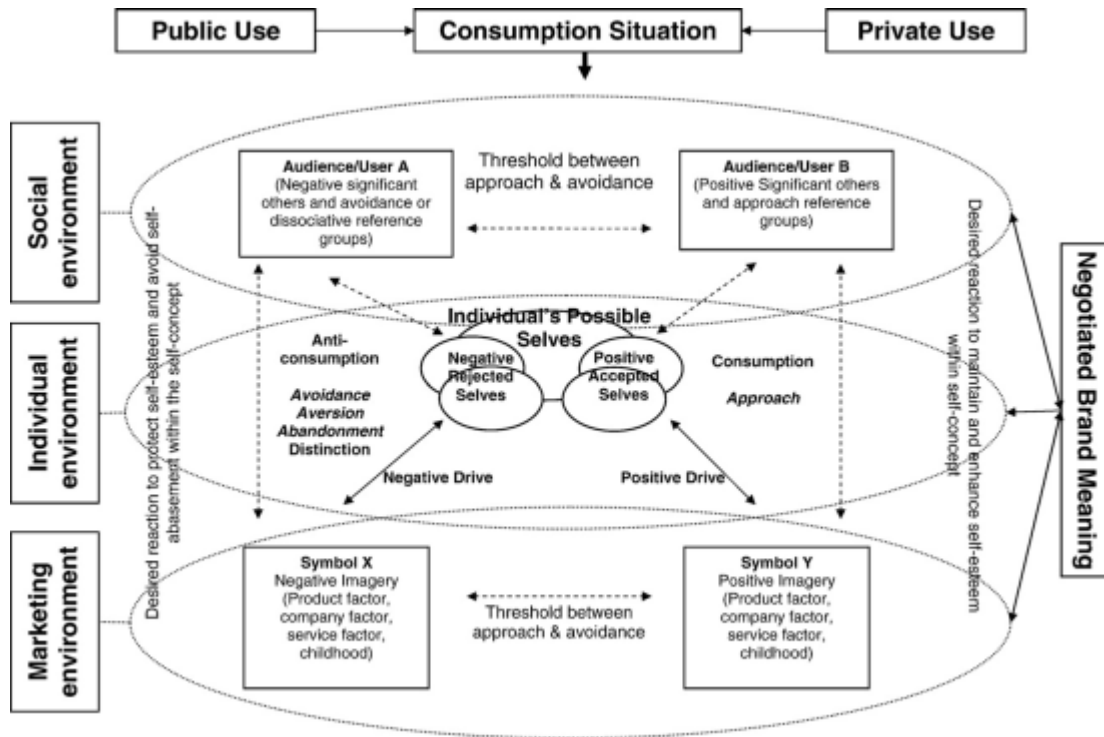 Public Use
Consumption Situation
Private Use
Social
environment
Audience/User A
(Negative significant
others and avoidance or
dissociative reference
groups)
Threshold between
approach & avoidance
Audience/User B
(Positive Significant others
and approach reference
groups)
Desired reaction to protect self-esteem and avoid self-
abasement within the self-concept
Desired reaction to maintain and enhance self-esteem
within self-concept
Negotiated Brand Meaning
Individual
environment
Individual's Possible
Selves
Anti-
consumption
Avoidance
Aversion
Abandonment
Distinction
Negative
Rejected
Selves
Positive
Accepted
Selves
Consumption
Approach
Negative Drive
Positive Drive
Marketing
environment
Symbol X
Negative Imagery
(Product factor,
company factor,
service factor,
childhood)
Threshold between
approach & avoidance
Symbol Y
Positive Imagery
(Product factor,
company factor,
service factor,
childhood)